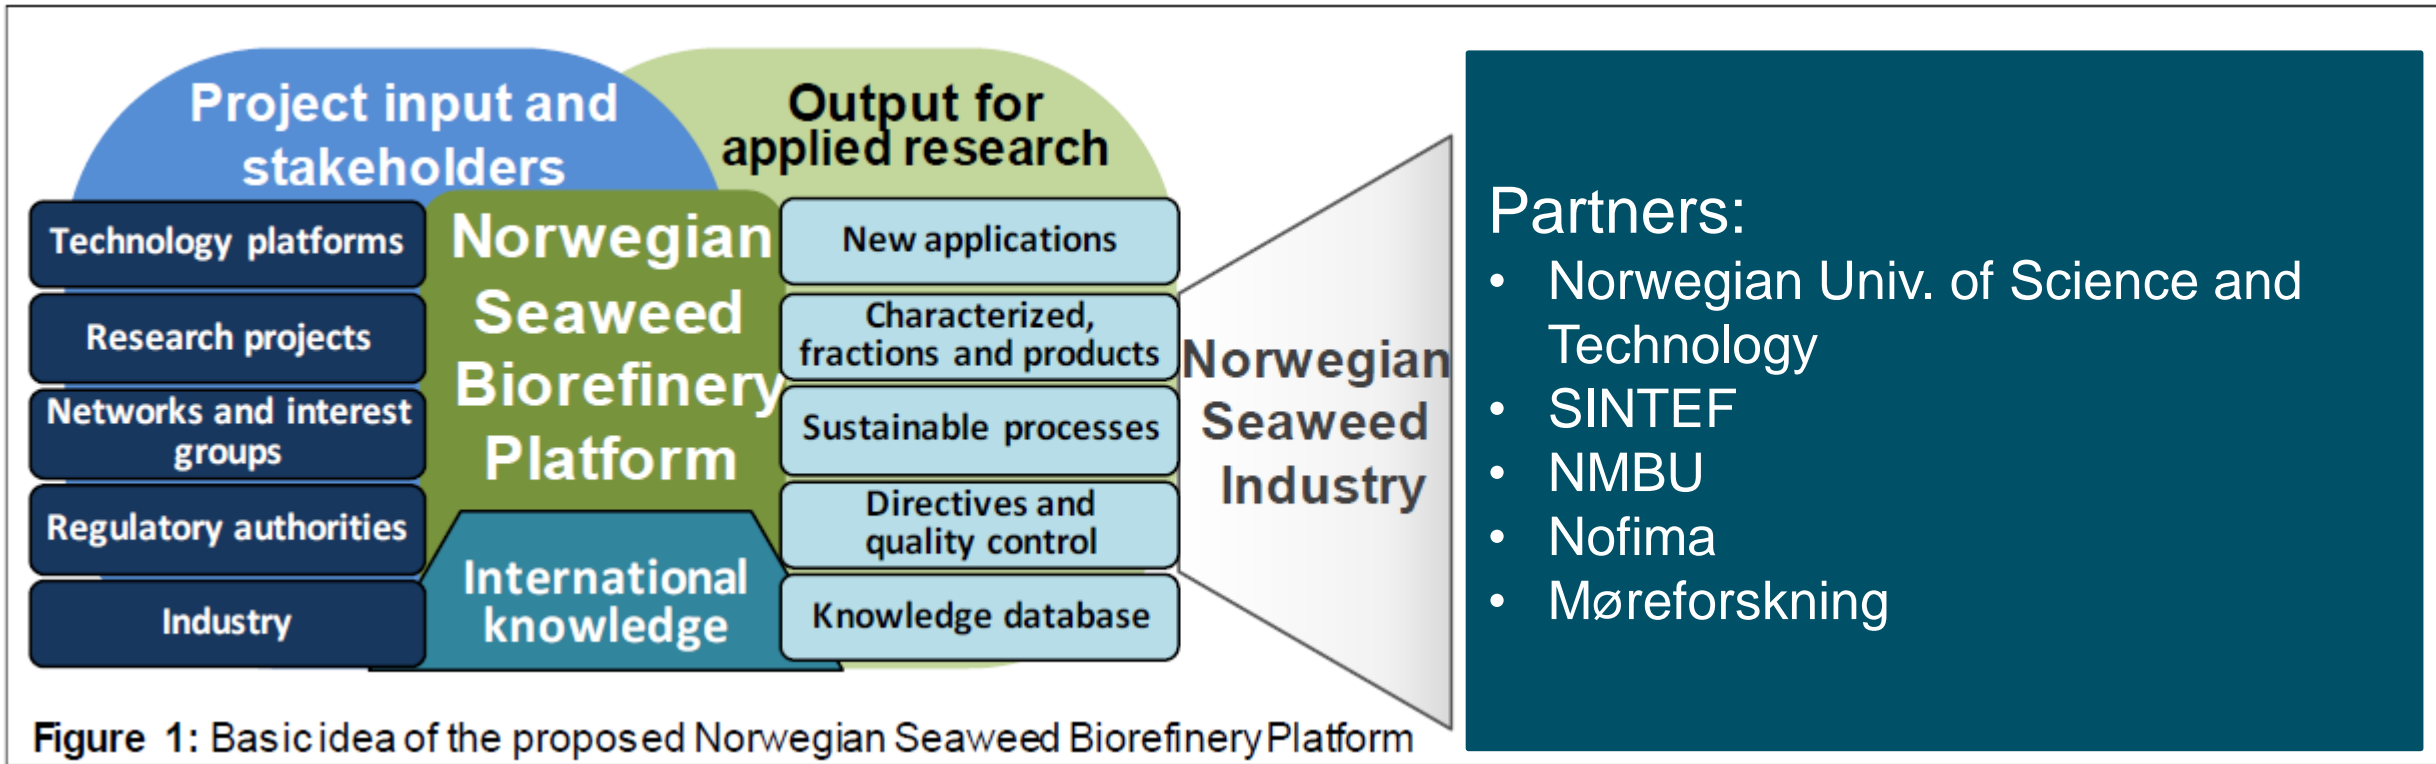 Project input and
stakeholders
Output for
applied research
Technology platforms
Research projects
Networks and interest
groups
Regulatory authorities
Industry
Norwegian
Seaweed
Biorefinery
Platform
International
knowledge
New applications
Characterized,
fractions and products
Sustainable processes
Directives and
quality control
Knowledge database
Norwegian
Seaweed
Industry
Partners:
• Norwegian Univ. of Science and
Technology
• SINTEF
• NMBU
• Nofima
• Møreforskning
Figure 1: Basic idea of the proposed Norwegian Seaweed Biorefinery Platform